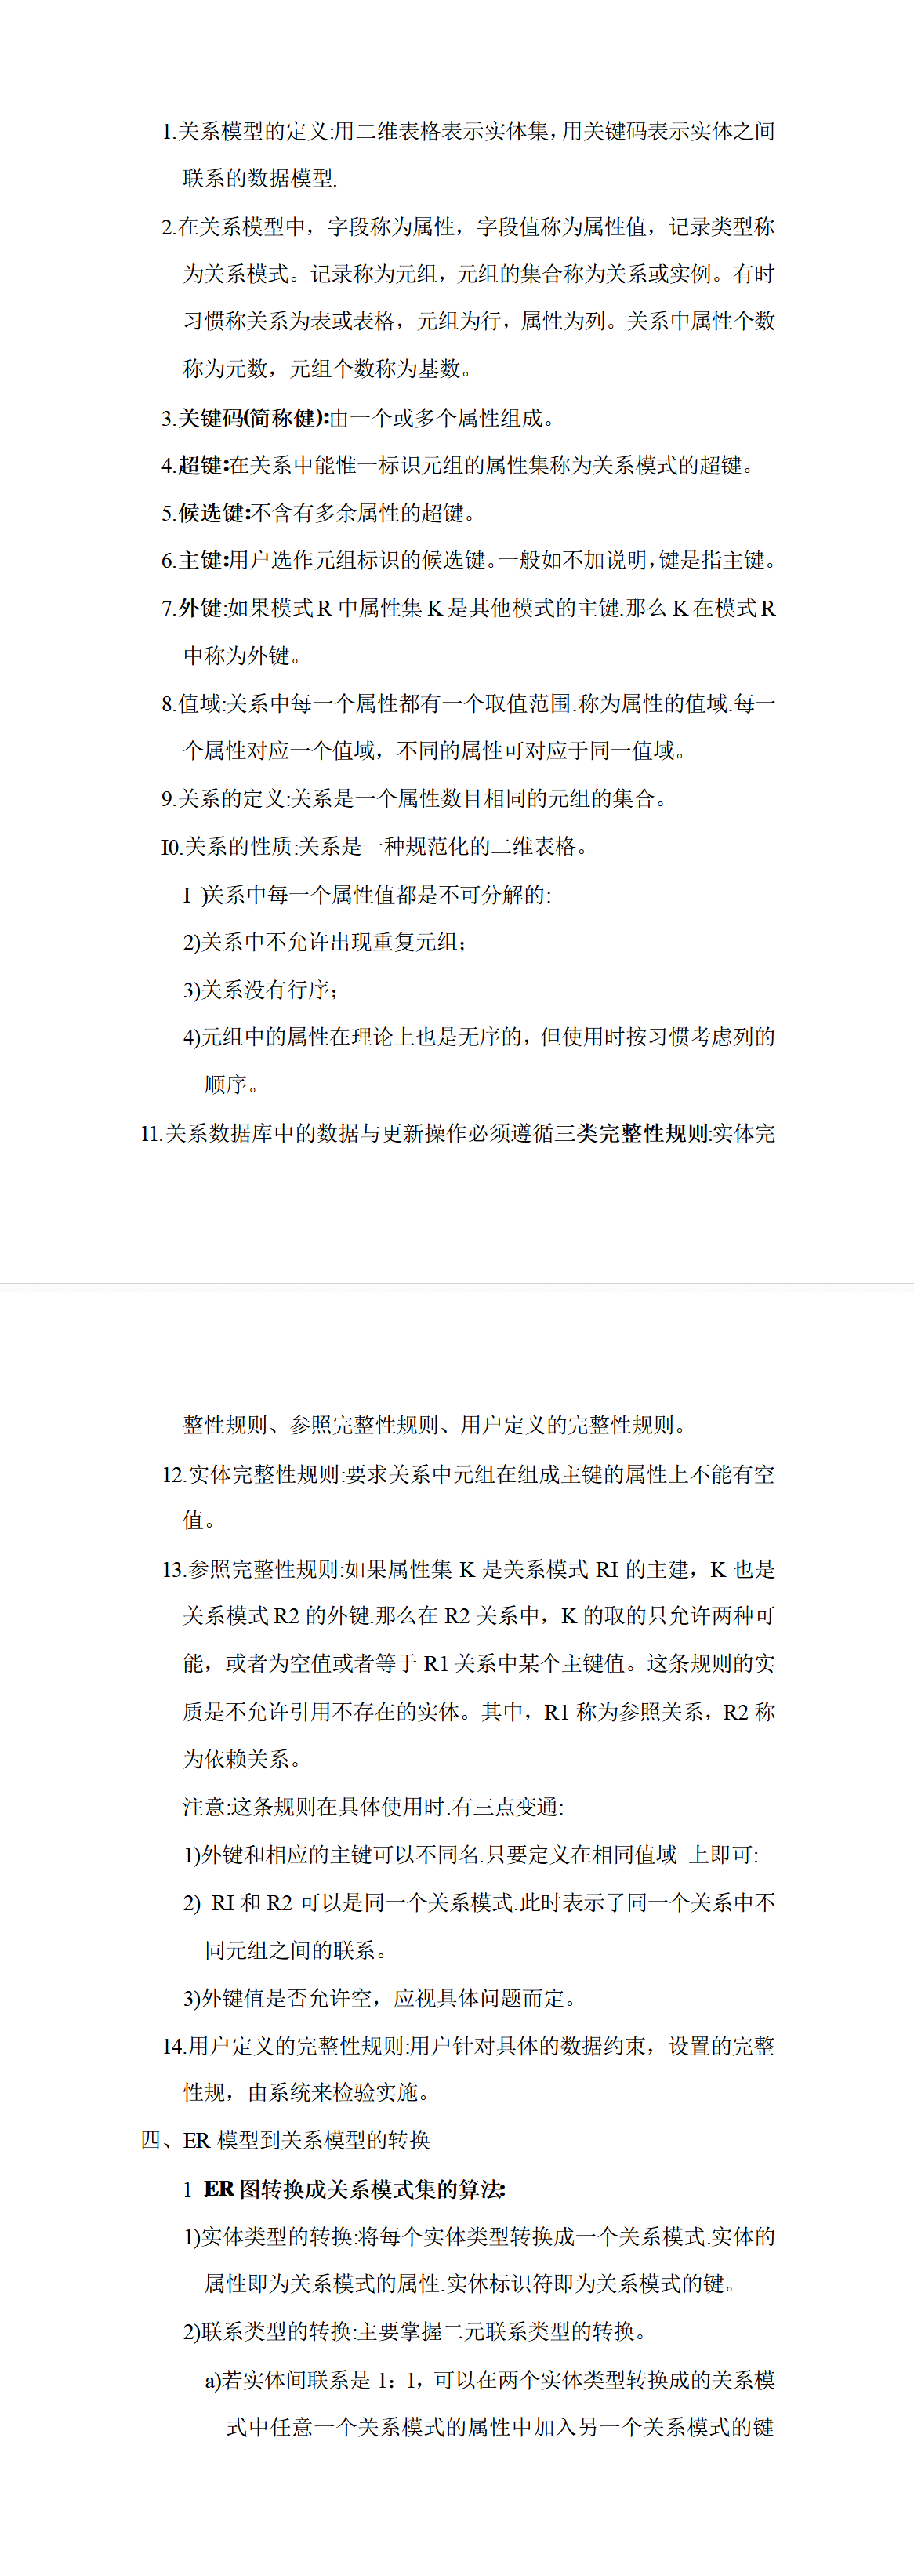 1.关系模型的定义:用二维表格表示实体集，用关键码表示实体之间
联系的数据模型.
2.在关系模型中，字段称为属性，字段值称为属性值，记录类型称
为关系模式。记录称为元组，元组的集合称为关系或实例。有时
习惯称关系为表或表格，元组为行，属性为列。关系中属性个数
称为元数，元组个数称为基数。
3.关键码(简称健):由一个或多个属性组成。
4.超键:在关系中能惟一标识元组的属性集称为关系模式的超键。
5.候选键:不含有多余属性的超键。
6.主键:用户选作元组标识的候选键。一般如不加说明，键是指主键。
7.外键:如果模式 R 中属性集 K 是其他模式的主键.那么 K 在模式 R
中称为外键。
8.值域:关系中每一个属性都有一个取值范围.称为属性的值域.每一
个属性对应一个值域，不同的属性可对应于同一值域。
9.关系的定义:关系是一个属性数目相同的元组的集合。
I0.关系的性质:关系是一种规范化的二维表格。
I )关系中每一个属性值都是不可分解的:
2)关系中不允许出现重复元组；
3)关系没有行序；
4)元组中的属性在理论上也是无序的，但使用时按习惯考虑列的
顺序。
11.关系数据库中的数据与更新操作必须遵循三类完整性规则:实体完
整性规则、参照完整性规则、用户定义的完整性规则。
12.实体完整性规则:要求关系中元组在组成主键的属性上不能有空
值。
13.参照完整性规则:如果属性集 K 是关系模式 RI 的主建，K 也是
关系模式 R2 的外键.那么在 R2 关系中，K 的取的只允许两种可
能，或者为空值或者等于 R1 关系中某个主键值。这条规则的实
质是不允许引用不存在的实体。其中，R1 称为参照关系，R2 称
为依赖关系。
注意:这条规则在具体使用时.有三点变通:
1)外键和相应的主键可以不同名.只要定义在相同值域 上即可:
2) RI 和 R2 可以是同一个关系模式.此时表示了同一个关系中不
同元组之间的联系。
3)外键值是否允许空，应视具体问题而定。
14.用户定义的完整性规则:用户针对具体的数据约束，设置的完整
性规，由系统来检验实施。
四、ER 模型到关系模型的转换
1 .ER 图转换成关系模式集的算法:
1)实体类型的转换:将每个实体类型转换成一个关系模式.实体的
属性即为关系模式的属性.实休标识符即为关系模式的键。
2)联系类型的转换:主要掌握二元联系类型的转换。
a)若实体间联系是 1：1，可以在两个实体类型转换成的关系模
式中任意一个关系模式的属性中加入另一个关系模式的键